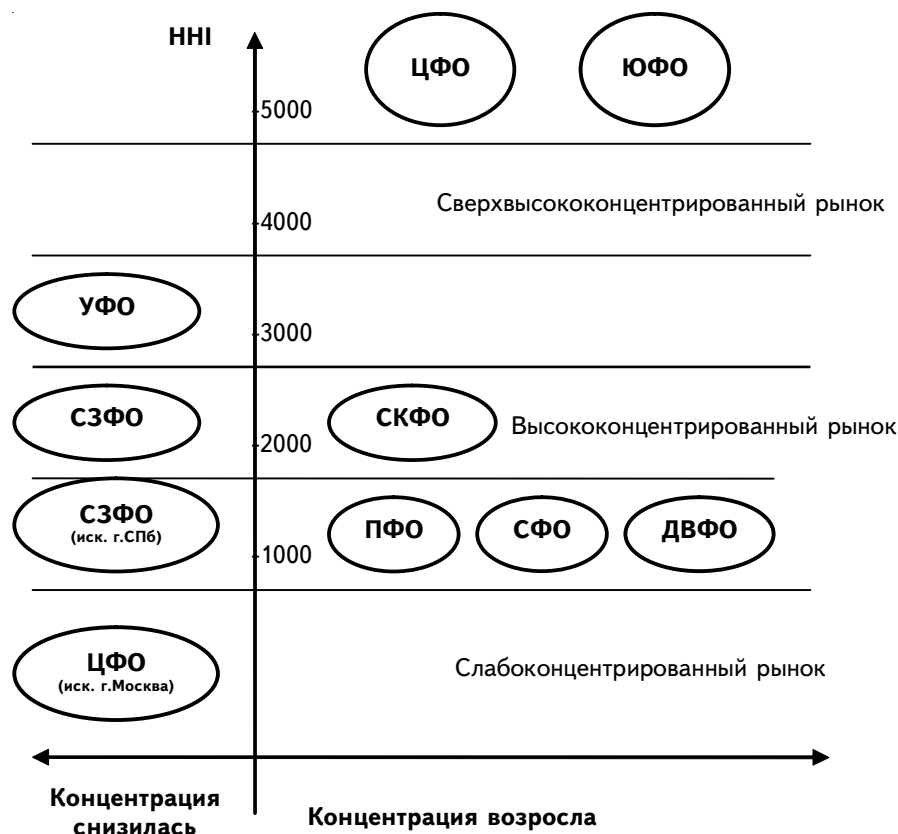 HHI
ЦФО
ЮФО
5000
Сверхвысококонцентрированный рынок
4000
УФО
3000
СЗФО
СКФО
Высококонцентрированный рынок
2000
СЗФО
(иск. г.СПб)
ПФО
СФО
ДВФО
1000
ЦФО
(иск. г.Москва)
Слабоконцентрированный рынок
Концентрация
снизилась
Концентрация возросла